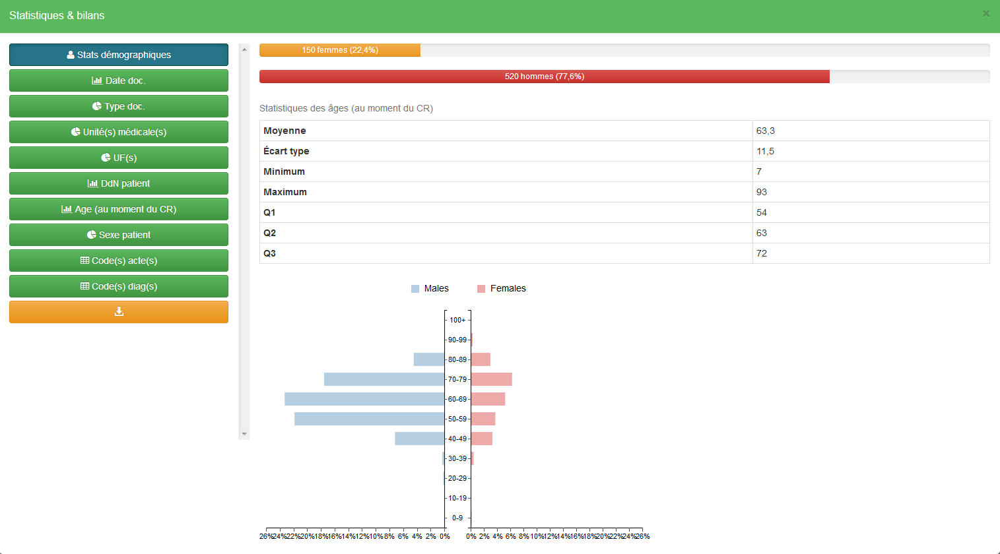 Statistiques & bilans
×
Stats démographiques
Date doc.
Type doc.
Unité(s) médicale(s)
UF(s)
DdN patient
Age (au moment du CR)
Sexe patient
Code(s) acte(s)
Code(s) diag(s)
150 femmes (22,4%)
520 hommes (77,6%)
Statistiques des âges (au moment du CR)
Moyenne 63,3
Écart type 11,5
Minimum 7
Maximum 93
Q1 54
Q2 63
Q3 72
Males Females
100+
90-99
80-89
70-79
60-69
50-59
40-49
30-39
20-29
10-19
0-9
26% 24% 22% 20% 18% 16% 14% 12% 10% 8% 6% 4% 2% 0% 0% 2% 4% 6% 8% 10% 12% 14% 16% 18% 20% 22% 24% 26%